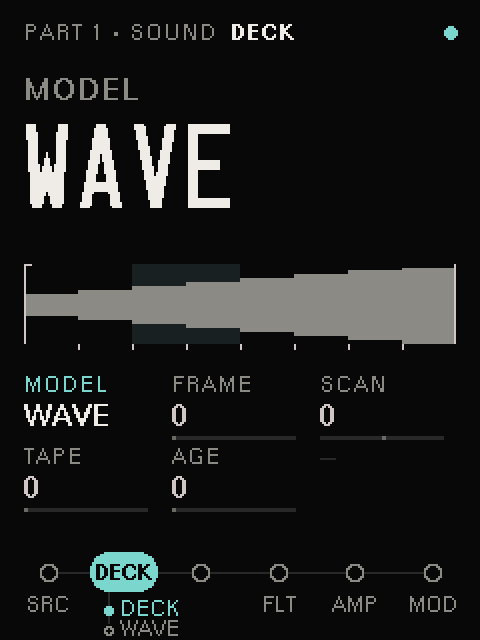 PART 1 · SOUND DECK
MODEL
WAVE
MODEL FRAME SCAN
WAVE 0 0
TAPE AGE —
0 0
DECK
SRC DECK FLT AMP MOD
WAVE